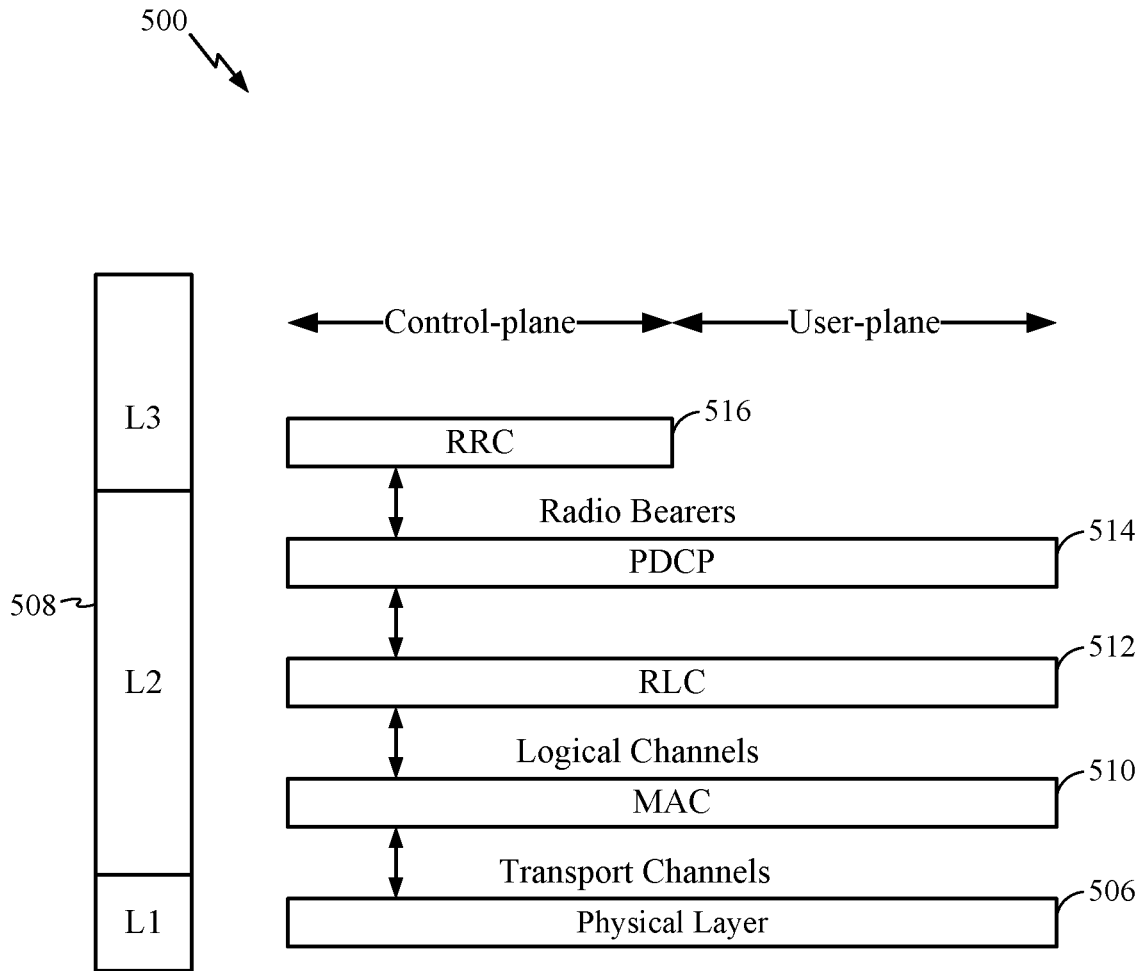 500
Control-plane
User-plane
L3
516
RRC
Radio Bearers
514
PDCP
508
512
L2
RLC
Logical Channels
510
MAC
Transport Channels
506
L1
Physical Layer